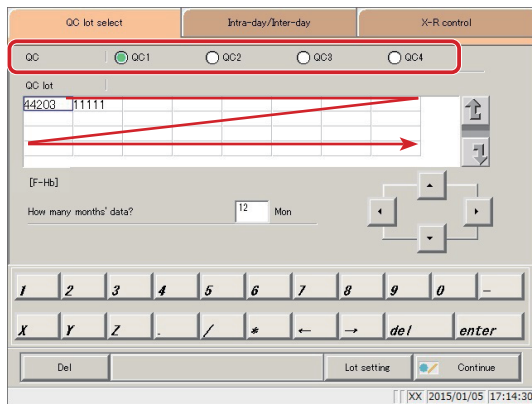 QC lot select Intra-day/Inter-day X-R control
QC QC1 QC2 QC3 QC4
QC lot
44203 11111
[F-Hb]
How many months' data? 12 Mon
1 2 3 4 5 6 7 8 9 0 -
X Y Z . / * ← → del enter
Del Lot setting Continue
XX 2015/01/05 17:14:30